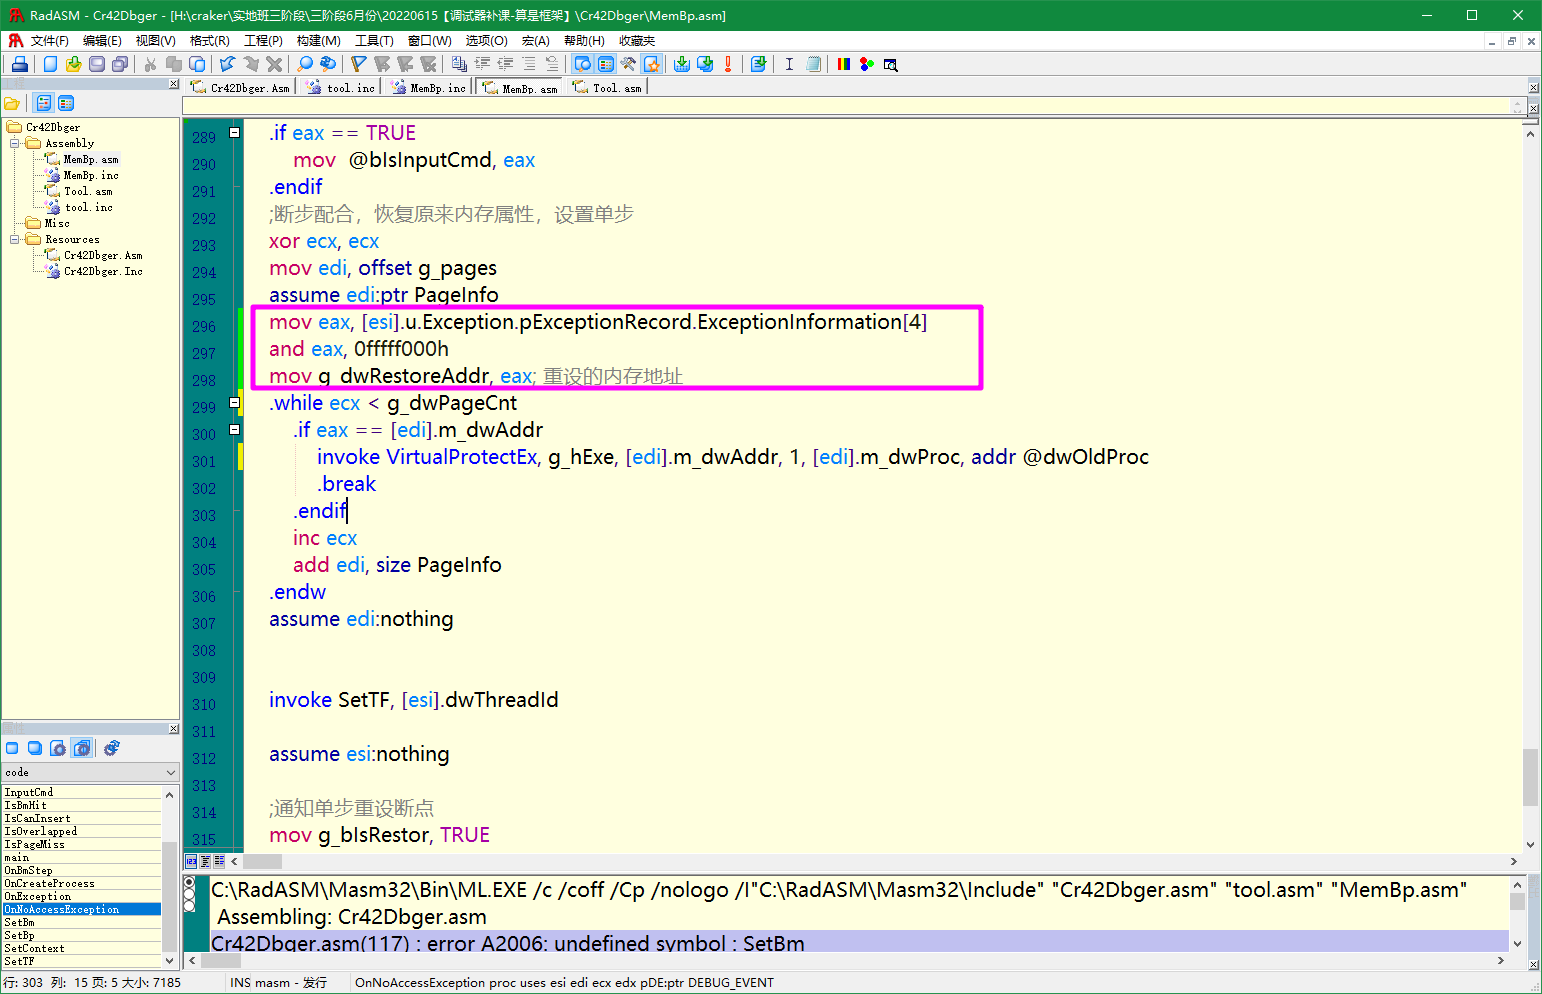 RadASM - Cr42Dbger - [H:\craker\实地班三阶段\三阶段6月份\20220615【调试器补课-算是框架】\Cr42Dbger\MemBp.asm]
文件(F) 编辑(E) 视图(V) 格式(R) 工程(P) 构建(M) 工具(T) 窗口(W) 选项(O) 宏(A) 帮助(H) 收藏夹
Cr42Dbger.Asm tool.inc MemBp.inc MemBp.asm Tool.asm
Cr42Dbger
Assembly
MemBp.asm
MemBp.inc
Tool.asm
tool.inc
Misc
Resources
Cr42Dbger.Asm
Cr42Dbger.Inc
code
InputCmd
IsBmHit
IsCanInsert
IsOverlapped
IsPageMiss
main
OnBmStep
OnCreateProcess
OnException
OnNoAccessException
SetBm
SetBp
SetContext
SetTF
289 .if eax == TRUE
290 mov @bIsInputCmd, eax
291 .endif
292 ;断步配合，恢复原来内存属性，设置单步
293 xor ecx, ecx
294 mov edi, offset g_pages
295 assume edi:ptr PageInfo
296 mov eax, [esi].u.Exception.pExceptionRecord.ExceptionInformation[4]
297 and eax, 0fffff000h
298 mov g_dwRestoreAddr, eax; 重设的内存地址
299 .while ecx < g_dwPageCnt
300 .if eax == [edi].m_dwAddr
301 invoke VirtualProtectEx, g_hExe, [edi].m_dwAddr, 1, [edi].m_dwProc, addr @dwOldProc
302 .break
303 .endif
304 inc ecx
305 add edi, size PageInfo
306 .endw
307 assume edi:nothing
308
309
310 invoke SetTF, [esi].dwThreadId
311
312 assume esi:nothing
313
314 ;通知单步重设断点
315 mov g_bIsRestor, TRUE
C:\RadASM\Masm32\Bin\ML.EXE /c /coff /Cp /nologo /I"C:\RadASM\Masm32\Include" "Cr42Dbger.asm" "tool.asm" "MemBp.asm"
Assembling: Cr42Dbger.asm
Cr42Dbger.asm(117) : error A2006: undefined symbol : SetBm
行: 303 列: 15 页: 5 大小: 7185 INS masm - 发行 OnNoAccessException proc uses esi edi ecx edx pDE:ptr DEBUG_EVENT